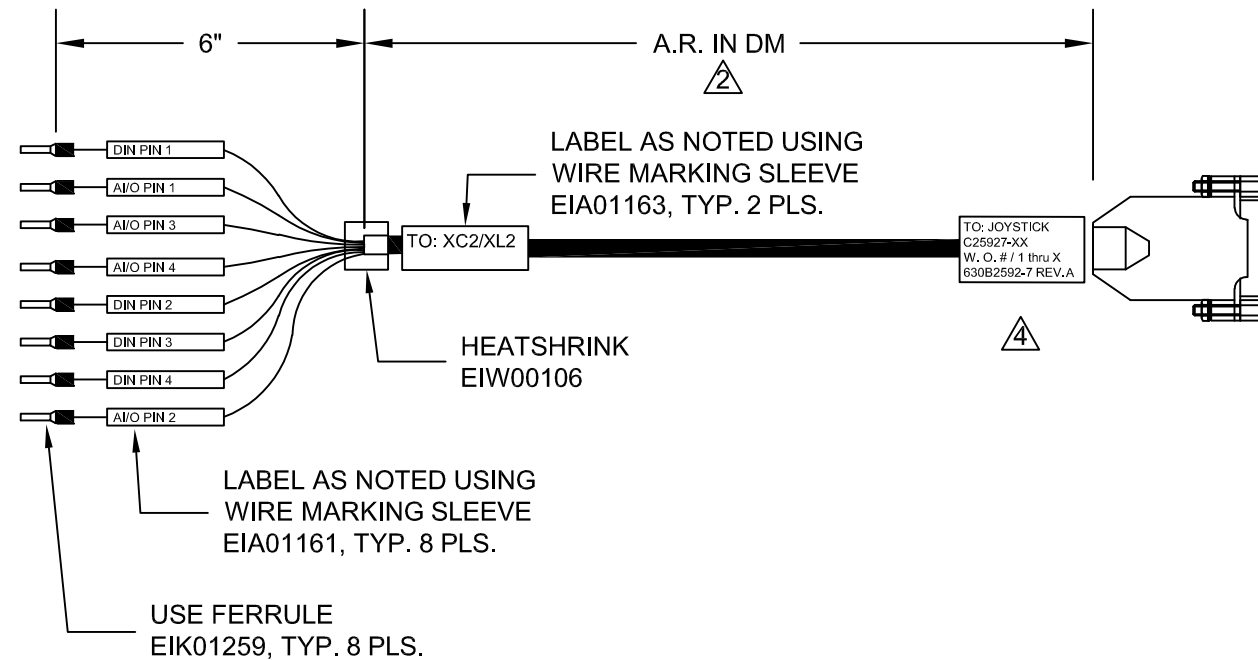 6"
A.R. IN DM
2
DIN PIN 1
AI/O PIN 1
AI/O PIN 3
AI/O PIN 4
DIN PIN 2
DIN PIN 3
DIN PIN 4
AI/O PIN 2
LABEL AS NOTED USING
WIRE MARKING SLEEVE
EIA01163, TYP. 2 PLS.
TO: XC2/XL2
TO: JOYSTICK
C25927-XX
W. O. # / 1 thru X
630B2592-7 REV.A
4
HEATSHRINK
EIW00106
LABEL AS NOTED USING
WIRE MARKING SLEEVE
EIA01161, TYP. 8 PLS.
USE FERRULE
EIK01259, TYP. 8 PLS.